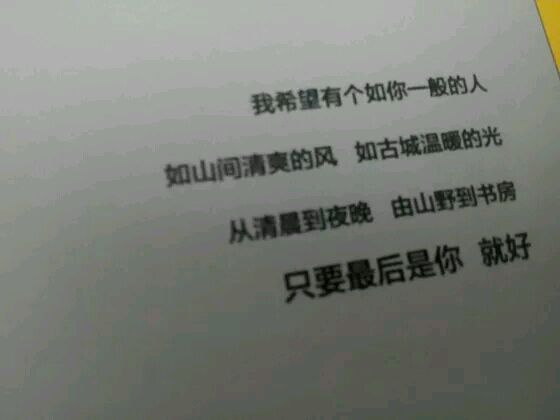 我希望有个如你一般的人
如山间清爽的风 如古城温暖的光
从清晨到夜晚 由山野到书房
只要最后是你 就好